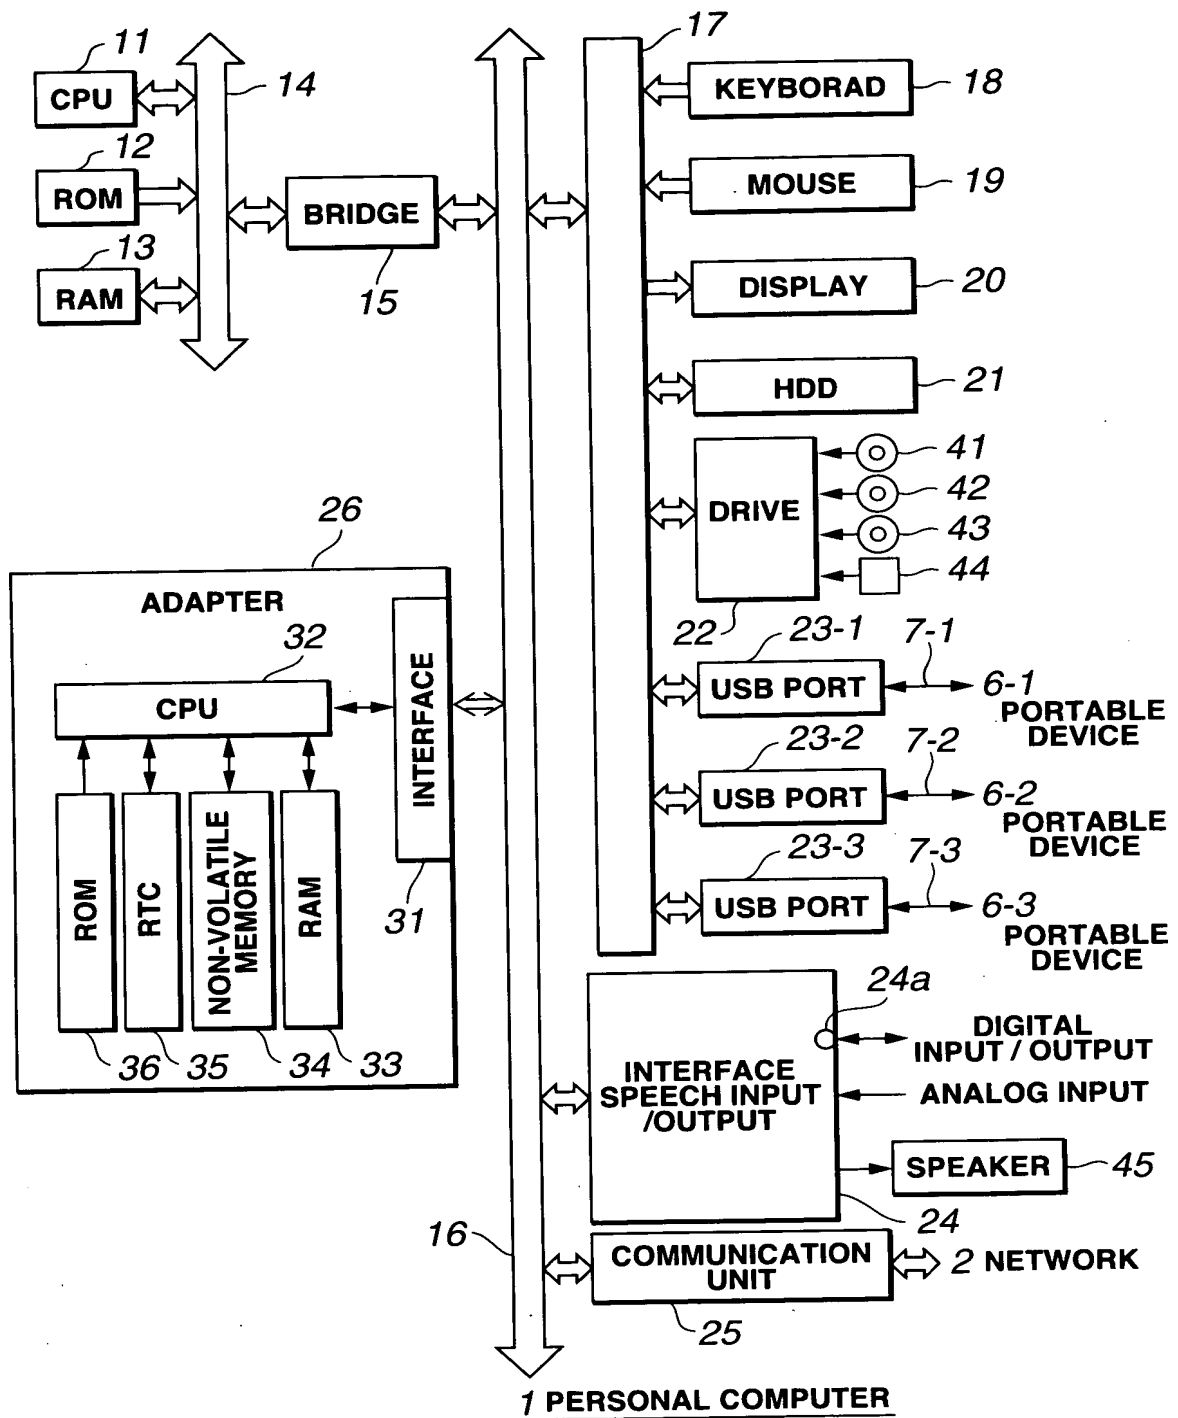 11
CPU
12
ROM
13
RAM
14
BRIDGE
15
17
KEYBORAD
18
MOUSE
19
DISPLAY
20
HDD
21
DRIVE
41
42
43
44
22
23-1
USB PORT
7-1
6-1
PORTABLE
DEVICE
23-2
USB PORT
7-2
6-2
PORTABLE
DEVICE
23-3
USB PORT
7-3
6-3
PORTABLE
DEVICE
26
ADAPTER
32
CPU
INTERFACE
31
ROM
RTC
NON-VOLATILE
MEMORY
RAM
36
35
34
33
24a
DIGITAL
INPUT / OUTPUT
INTERFACE
SPEECH INPUT
/OUTPUT
ANALOG INPUT
SPEAKER
45
24
16
COMMUNICATION
UNIT
2 NETWORK
25
1 PERSONAL COMPUTER